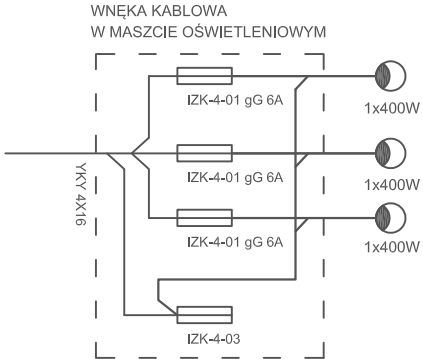 WNĘKA KABLOWA
W MASZCIE OŚWIETLENIOWYM
IZK-4-01 gG 6A
1x400W
IZK-4-01 gG 6A
1x400W
YKY 4X16
IZK-4-01 gG 6A
1x400W
IZK-4-03